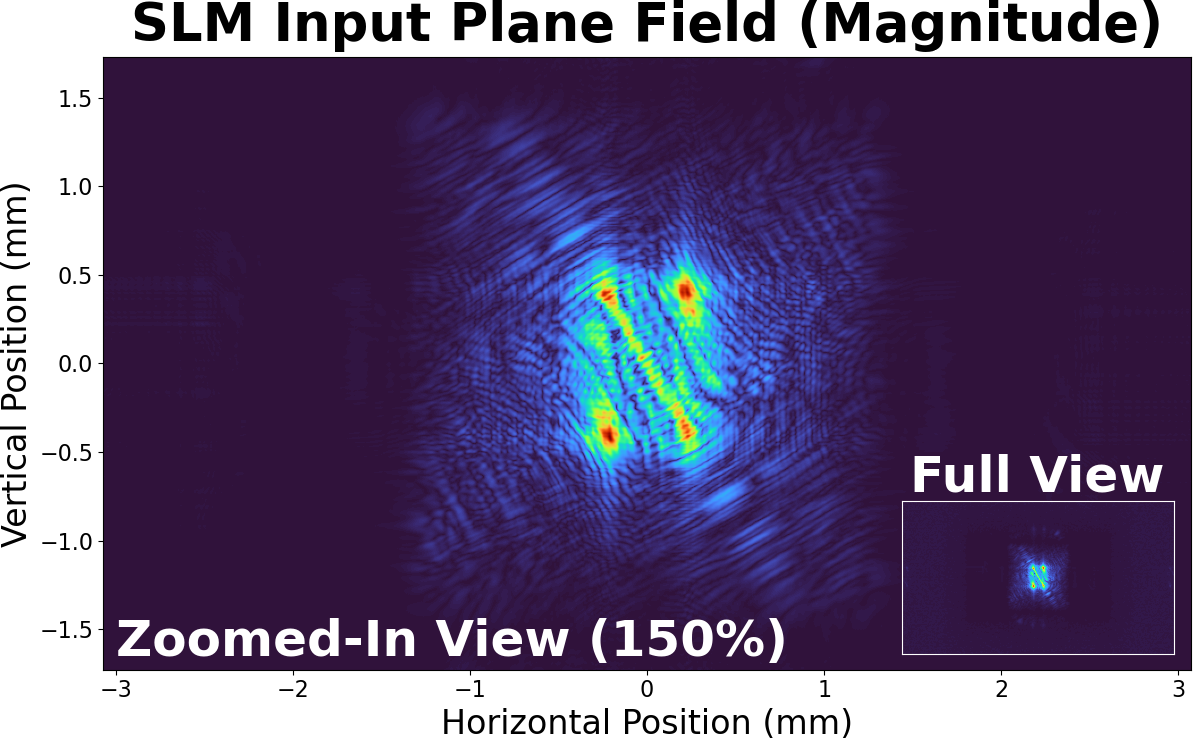 SLM Input Plane Field (Magnitude)
Vertical Position (mm)
1.5
1.0
0.5
0.0
−0.5
−1.0
−1.5
Full View
Zoomed-In View (150%)
−3
−2
−1
0
1
2
3
Horizontal Position (mm)